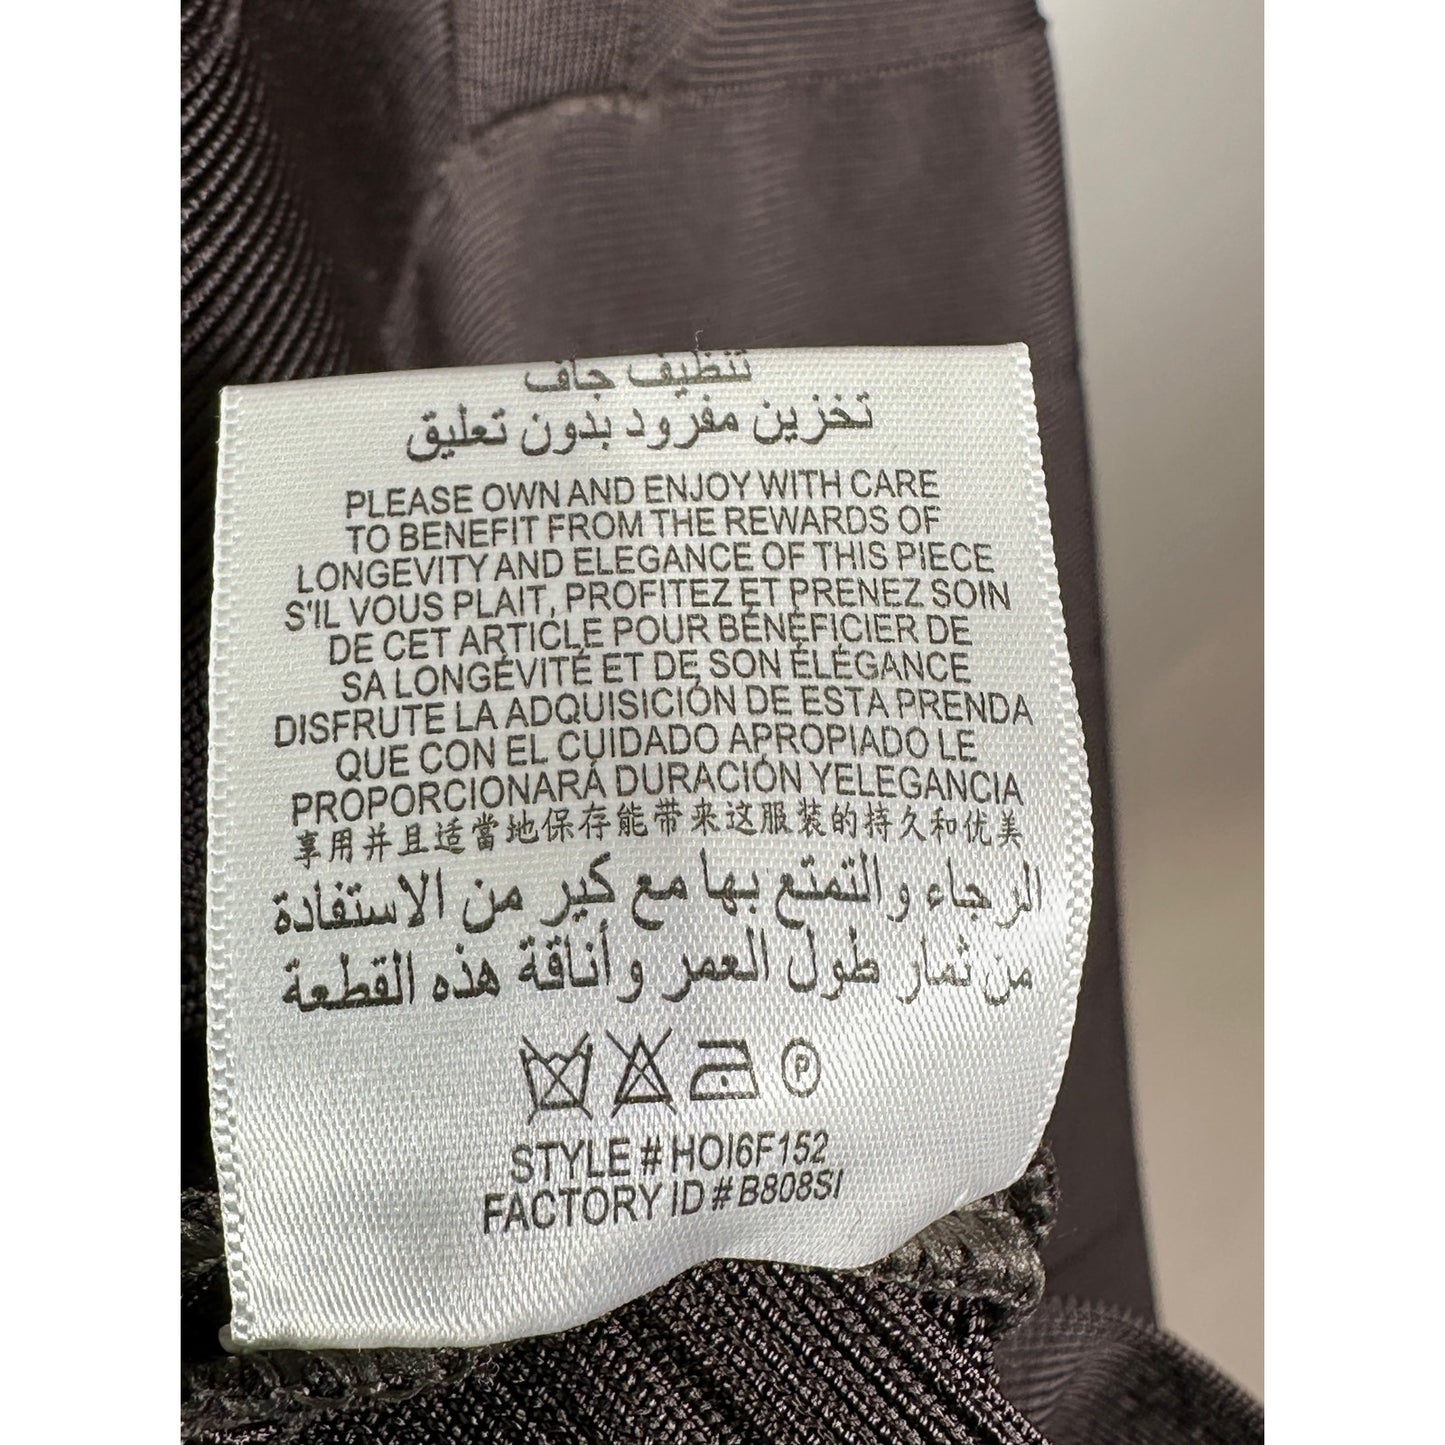 تنظيف جاف
تخزين مفرود بدون تعليق
PLEASE OWN AND ENJOY WITH CARE
TO BENEFIT FROM THE REWARDS OF
LONGEVITY AND ELEGANCE OF THIS PIECE
S'IL VOUS PLAIT, PROFITEZ ET PRENEZ SOIN
DE CET ARTICLE POUR BÉNÉFICIER DE
SA LONGÉVITÉ ET DE SON ÉLÉGANCE
DISFRUTE LA ADQUISICIÓN DE ESTA PRENDA
QUE CON EL CUIDADO APROPIADO LE
PROPORCIONARÁ DURACIÓN YELEGANCIA
享用并且适當地保存能带来这服装的持久和优美
الرجاء والتمتع بها مع كير من الاستفادة
من ثمار طول العمر وأناقة هذه القطعة
P
STYLE # HOI6F152
FACTORY ID # B808SI